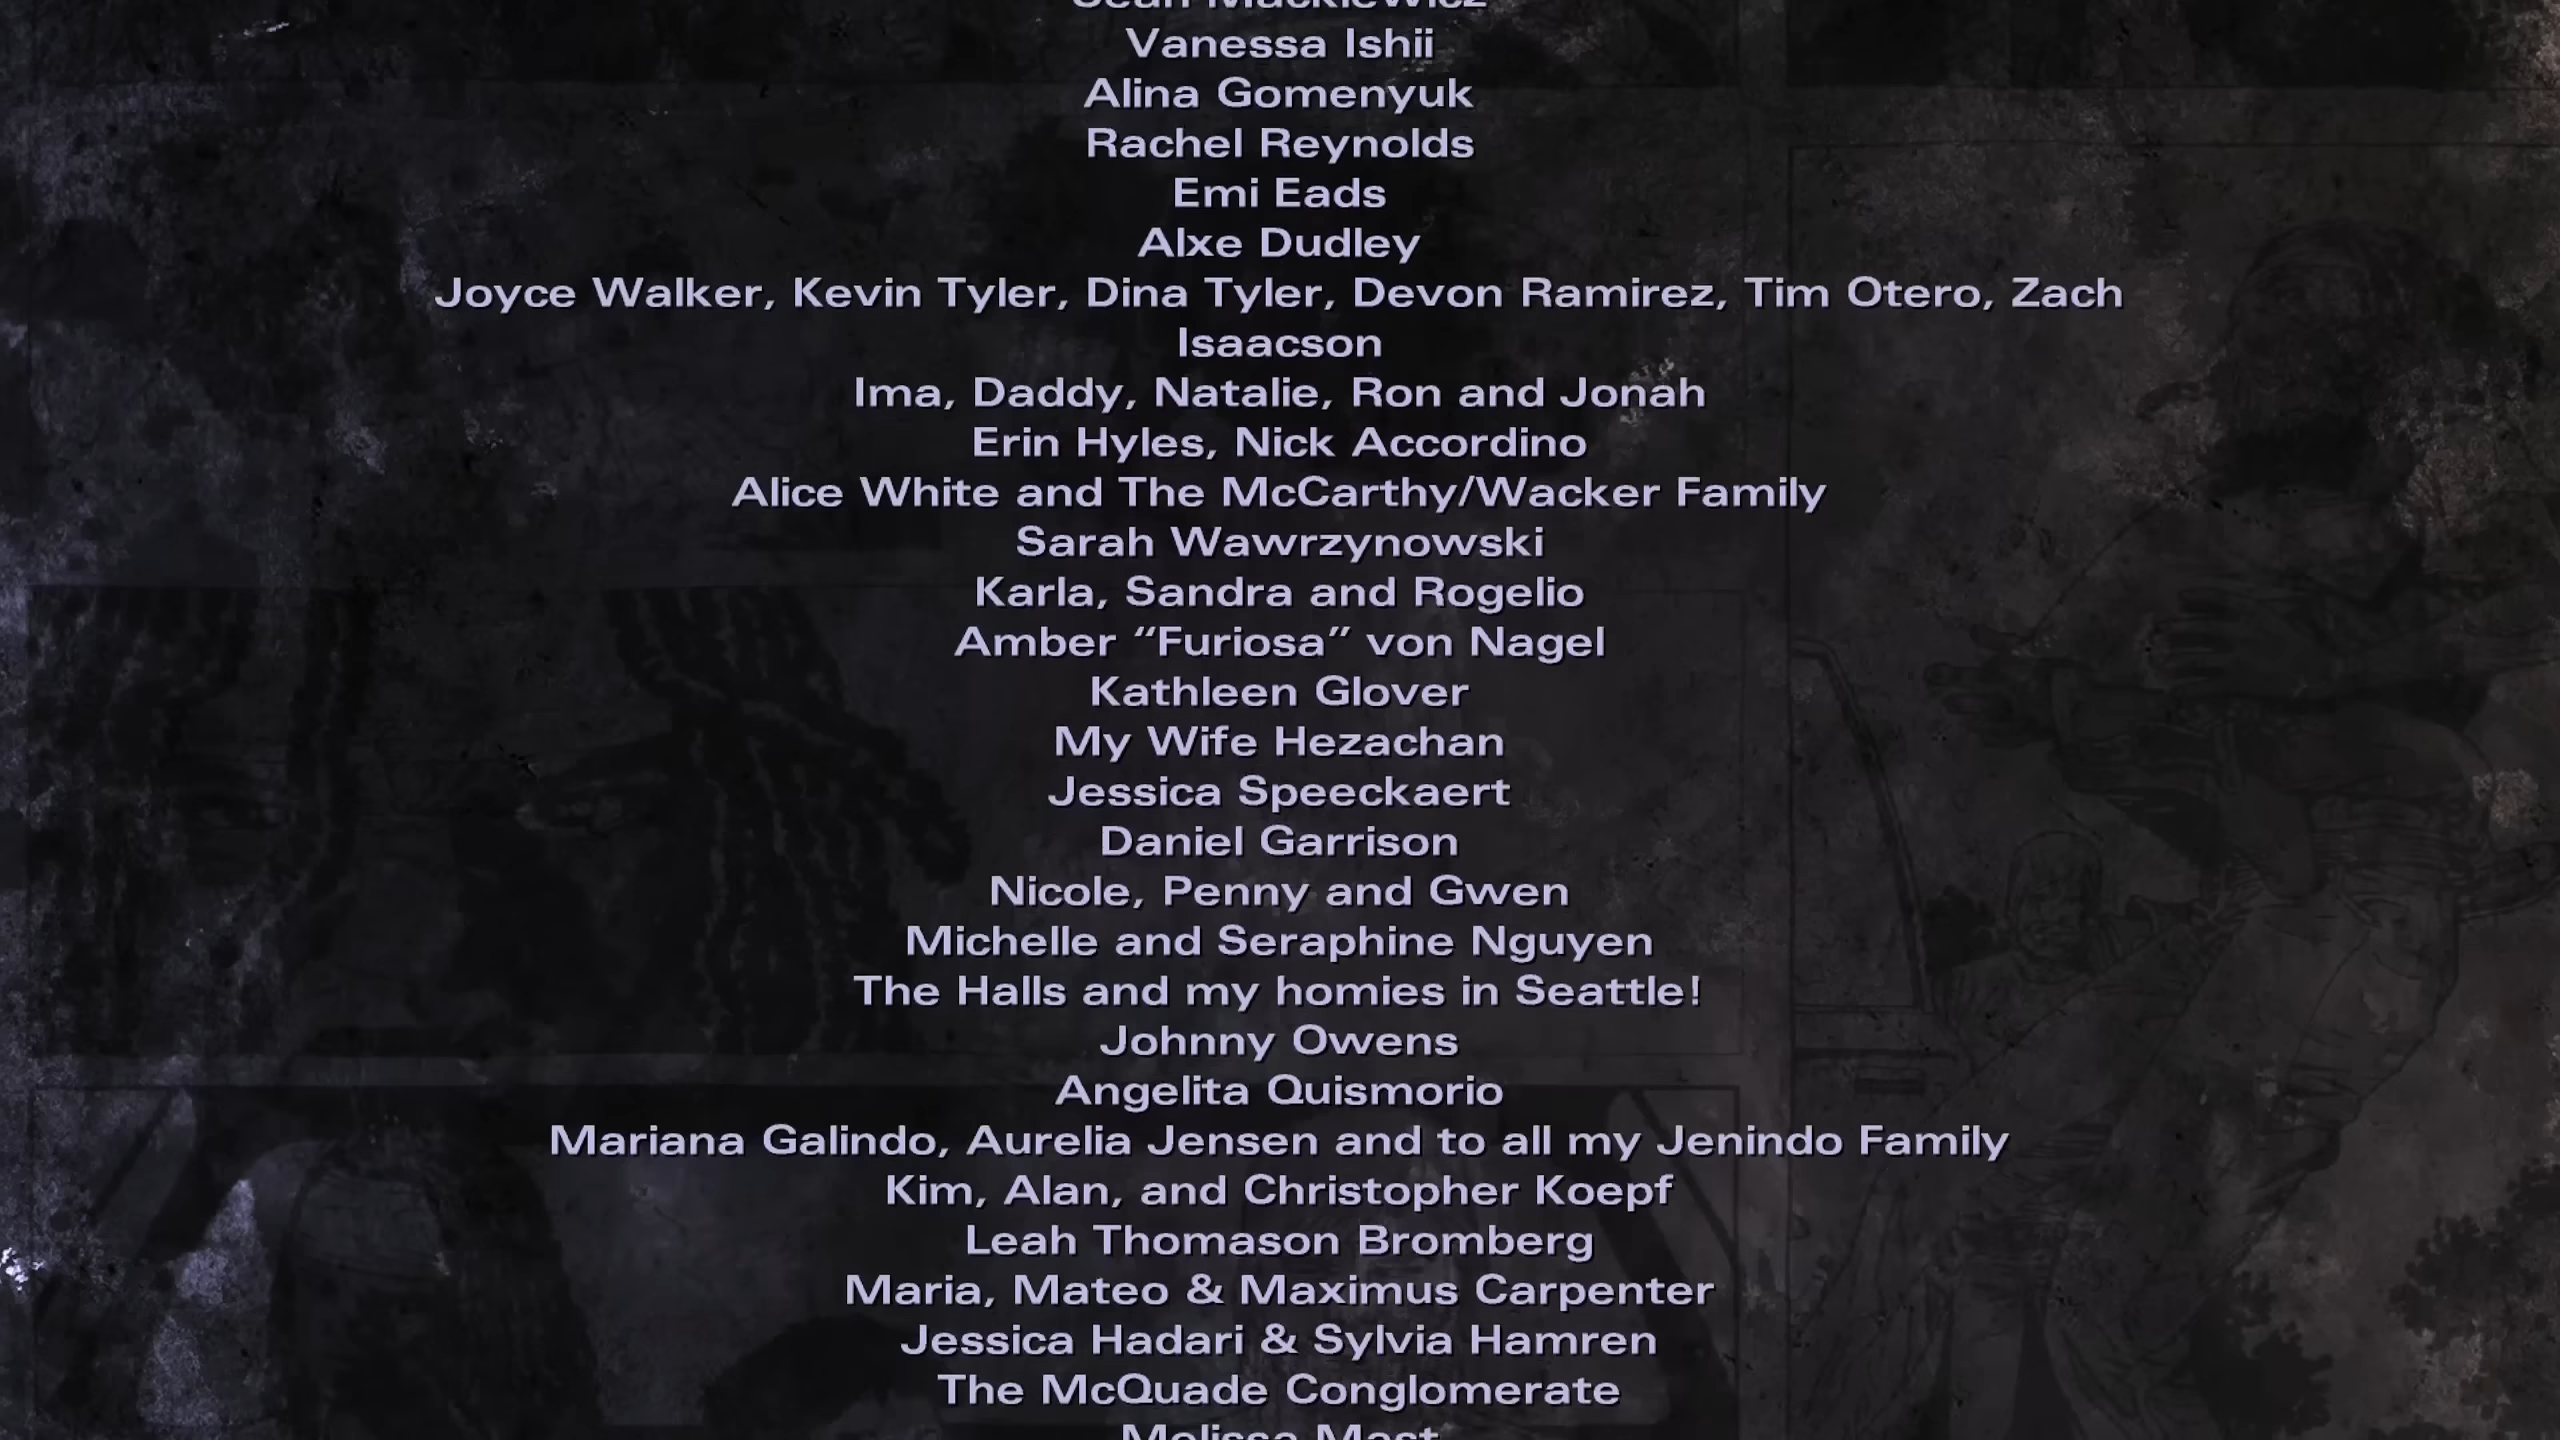 Sean Mackiewicz
Vanessa Ishii
Alina Gomenyuk
Rachel Reynolds
Emi Eads
Alxe Dudley
Joyce Walker, Kevin Tyler, Dina Tyler, Devon Ramirez, Tim Otero, Zach
Isaacson
Ima, Daddy, Natalie, Ron and Jonah
Erin Hyles, Nick Accordino
Alice White and The McCarthy/Wacker Family
Sarah Wawrzynowski
Karla, Sandra and Rogelio
Amber “Furiosa” von Nagel
Kathleen Glover
My Wife Hezachan
Jessica Speeckaert
Daniel Garrison
Nicole, Penny and Gwen
Michelle and Seraphine Nguyen
The Halls and my homies in Seattle!
Johnny Owens
Angelita Quismorio
Mariana Galindo, Aurelia Jensen and to all my Jenindo Family
Kim, Alan, and Christopher Koepf
Leah Thomason Bromberg
Maria, Mateo & Maximus Carpenter
Jessica Hadari & Sylvia Hamren
The McQuade Conglomerate
Melissa Mast